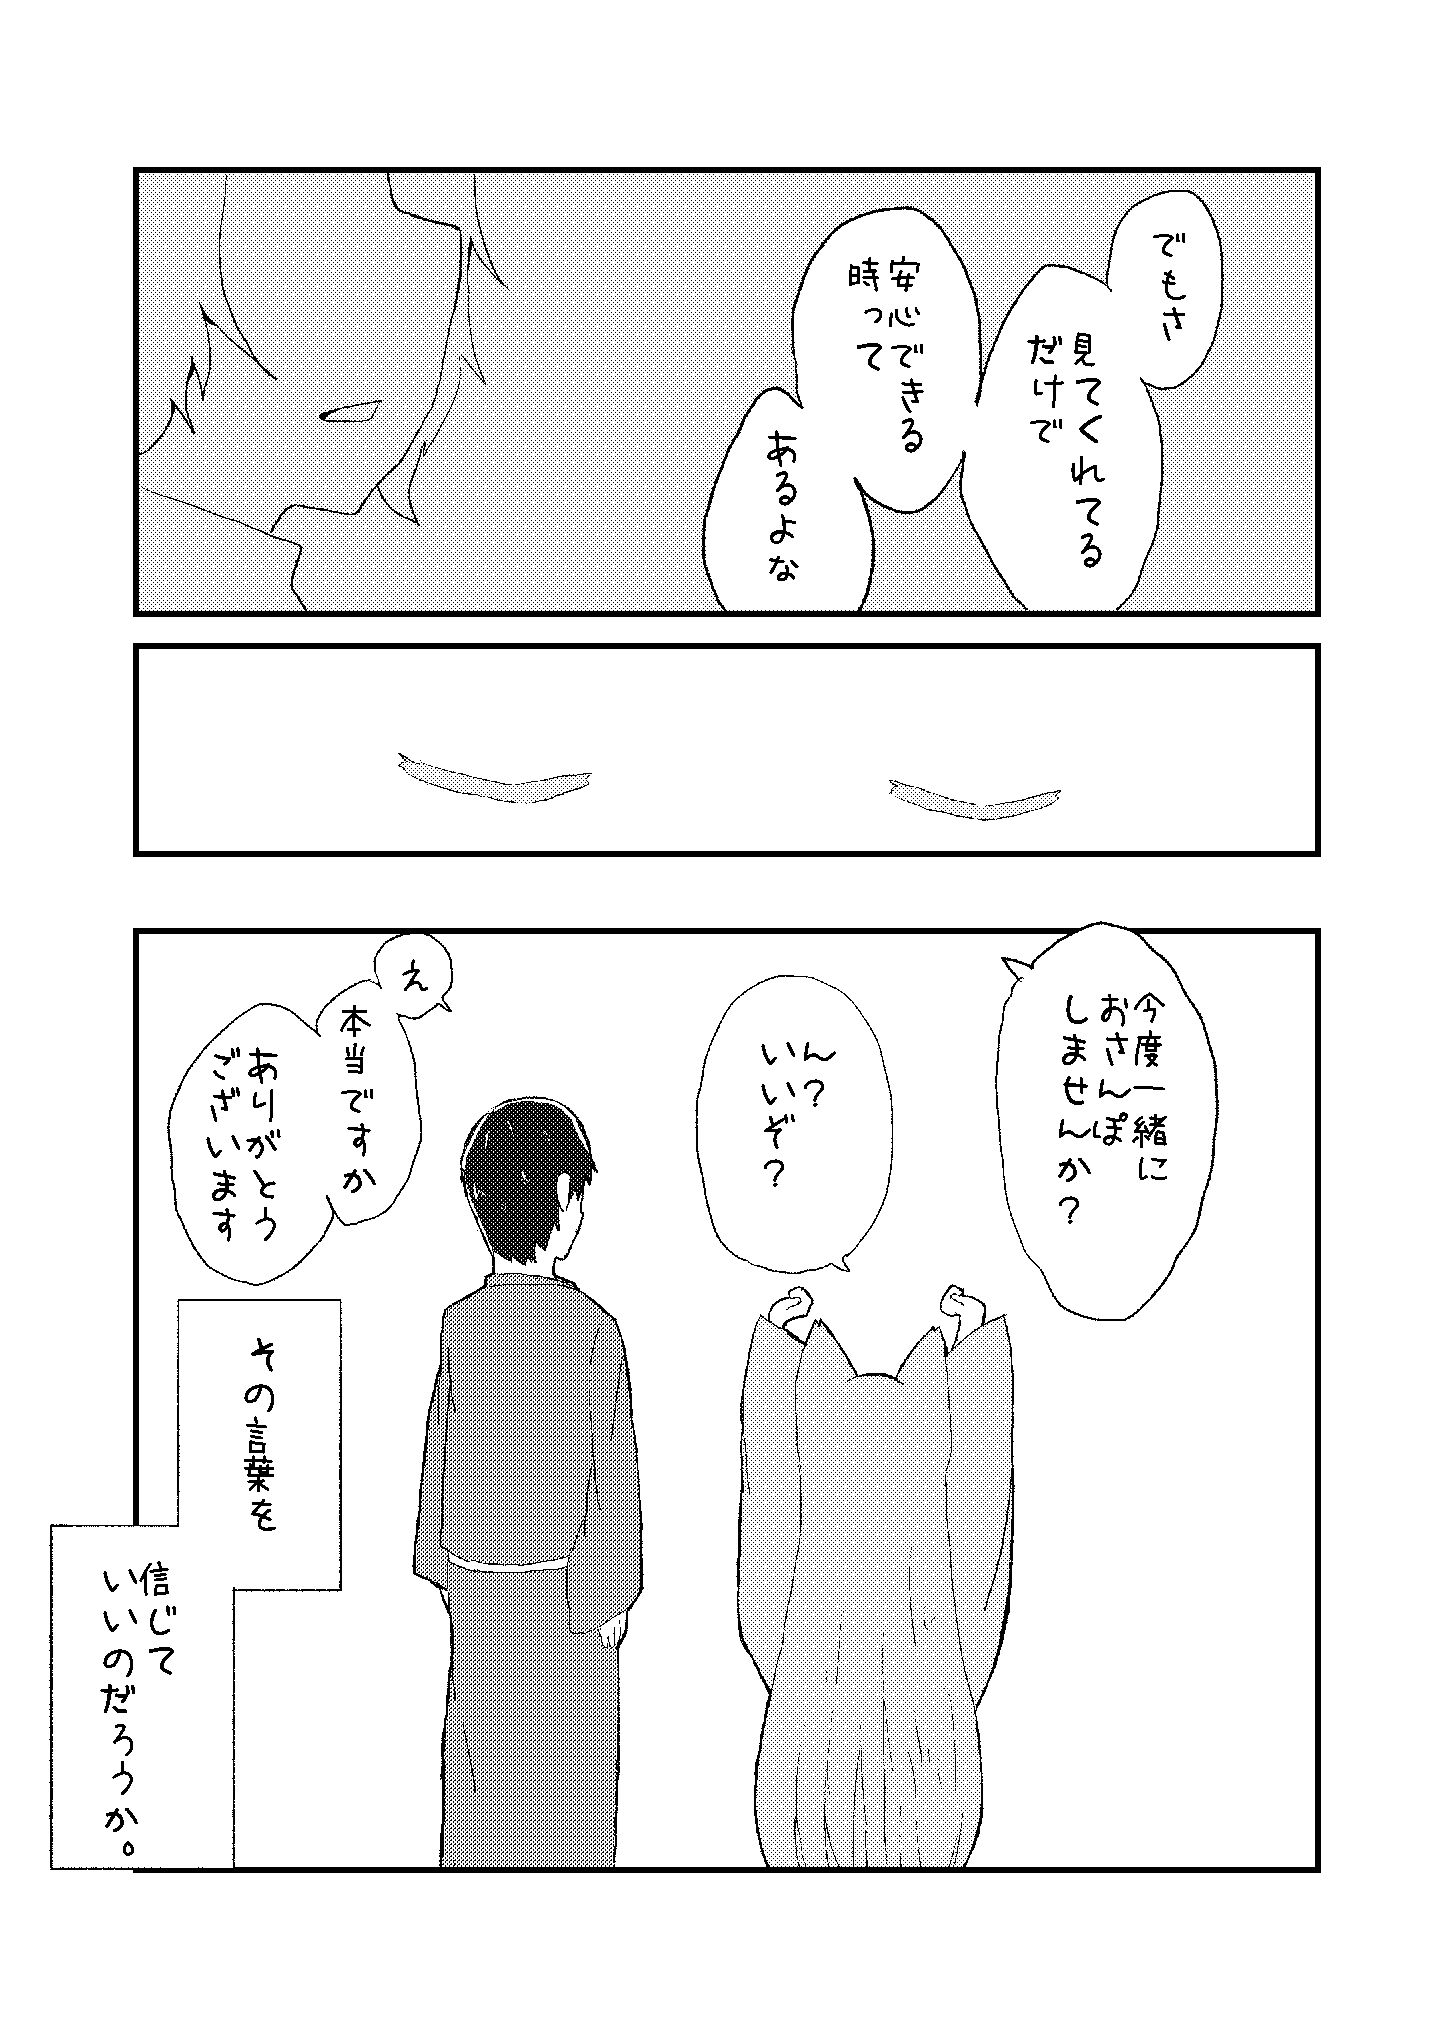 でもさ
見てくれてる
だけで
安心できる
時って
あるよな
今度一緒に
おさんぽ
しませんか？
ん？
いいぞ？
え
本当ですか
ありがとう
ございます
その言葉を
信じて
いいのだろうか。